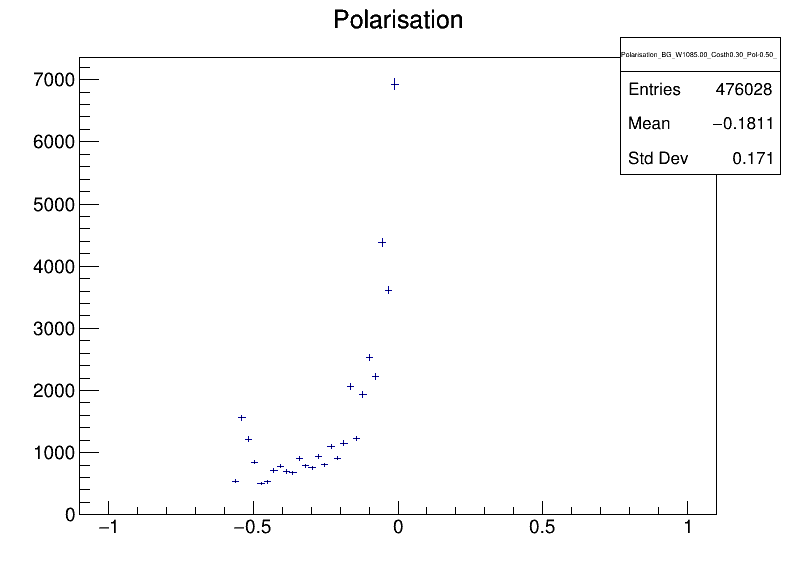 Polarisation
Polarisation_BG_W1085.00_Costh0.30_Pol-0.50_
Entries 476028
Mean −0.1811
Std Dev 0.171
7000
6000
5000
4000
3000
2000
1000
0
−1 −0.5 0 0.5 1